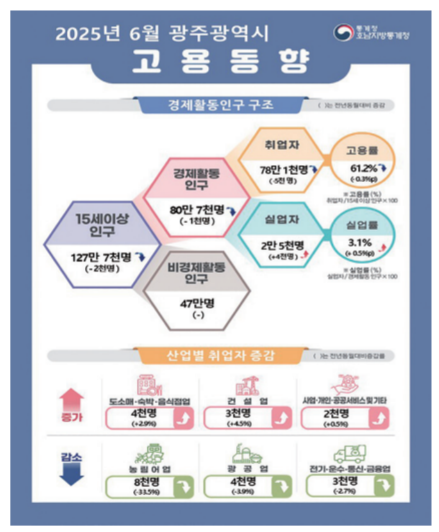 2025년 6월 광주광역시
통계청
호남지방통계청
고용동향
경제활동인구 구조
( )는 전년동월대비 증감
취업자
78만 1천명
(-5천명)
고용률
61.2%
(-0.3%p)
※ 고용률(%)
취업자/15세이상인구×100
경제활동
인구
80만 7천명
(-1천명)
15세이상
인구
127만 7천명
(-2천명)
실업자
2만 5천명
(+4천명)
실업률
3.1%
(+0.5%p)
※ 실업률(%)
실업자/경제활동인구×100
비경제활동
인구
47만명
(-)
산업별 취업자 증감
( )는 전년동월대비증감률
증가
도소매·숙박·음식점업
4천명
(+2.9%)
건설업
3천명
(+4.5%)
사업·개인·공공서비스및기타
2천명
(+0.5%)
감소
농림어업
8천명
(-33.5%)
광공업
4천명
(-3.9%)
전기·운수·통신·금융업
3천명
(-2.7%)